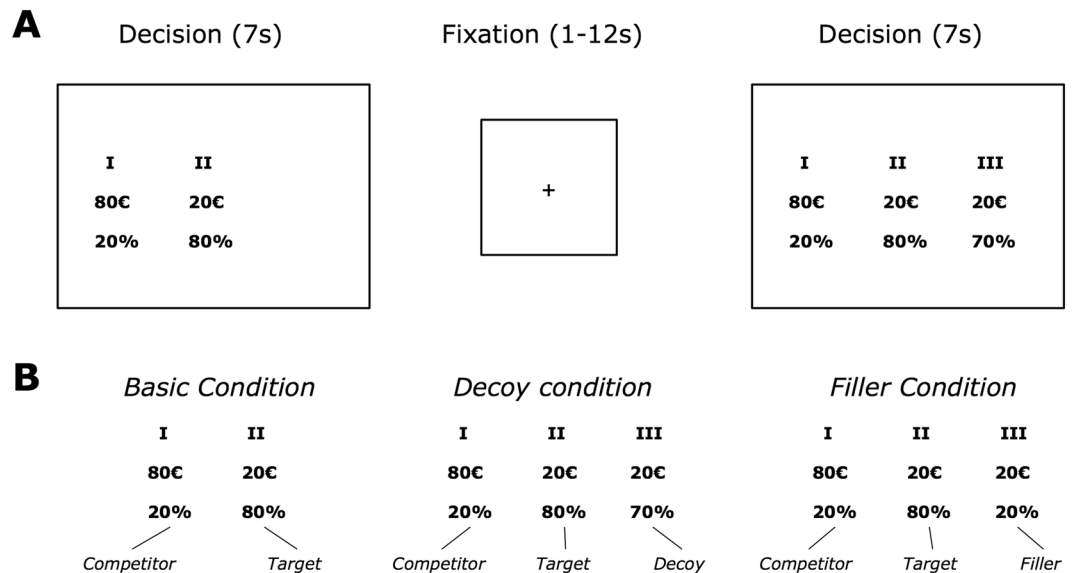 A
Decision (7s) Fixation (1-12s) Decision (7s)
I II I II III
80€ 20€ + 80€ 20€ 20€
20% 80% 20% 80% 70%
B
Basic Condition Decoy condition Filler Condition
I II I II III I II III
80€ 20€ 80€ 20€ 20€ 80€ 20€ 20€
20% 80% 20% 80% 70% 20% 80% 20%
Competitor Target Competitor Target Decoy Competitor Target Filler